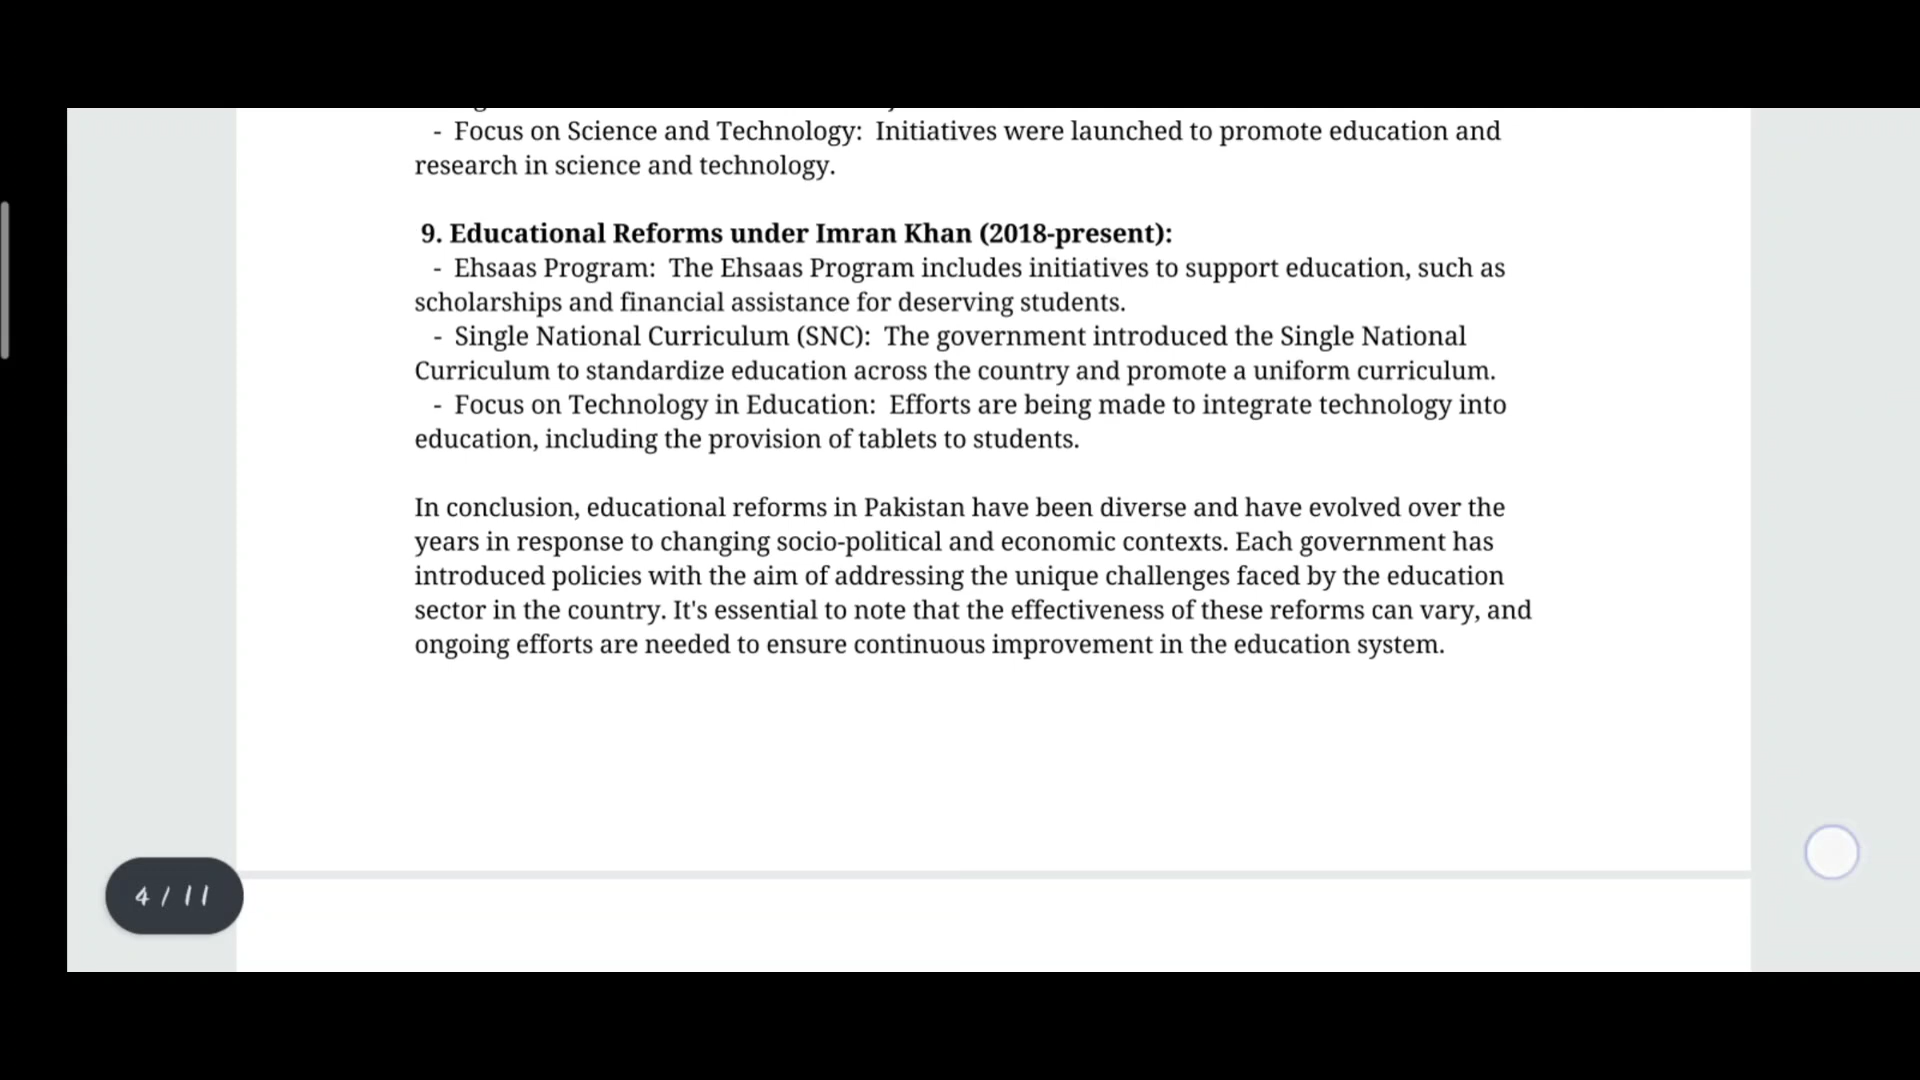 - Focus on Science and Technology: Initiatives were launched to promote education and
research in science and technology.
9. Educational Reforms under Imran Khan (2018-present):
- Ehsaas Program: The Ehsaas Program includes initiatives to support education, such as
scholarships and financial assistance for deserving students.
- Single National Curriculum (SNC): The government introduced the Single National
Curriculum to standardize education across the country and promote a uniform curriculum.
- Focus on Technology in Education: Efforts are being made to integrate technology into
education, including the provision of tablets to students.
In conclusion, educational reforms in Pakistan have been diverse and have evolved over the
years in response to changing socio-political and economic contexts. Each government has
introduced policies with the aim of addressing the unique challenges faced by the education
sector in the country. It's essential to note that the effectiveness of these reforms can vary, and
ongoing efforts are needed to ensure continuous improvement in the education system.
4 / 11